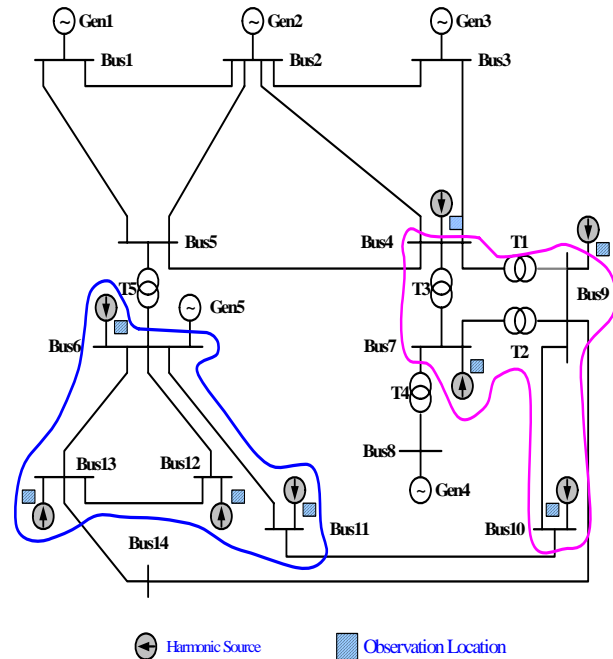 Gen1
Gen2
Gen3
Bus1
Bus2
Bus3
Bus5
Bus4
T1
T5
Gen5
T3
Bus9
Bus6
Bus7
T2
T4
Bus8
Bus13
Bus12
Gen4
Bus11
Bus10
Bus14
Harmonic Source
Observation Location